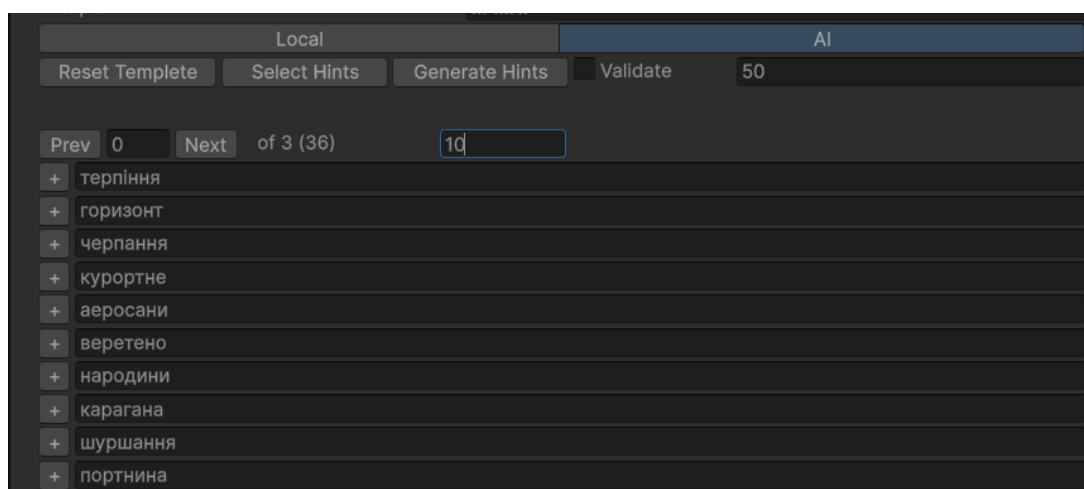 Local AI
Reset Templete Select Hints Generate Hints Validate 50
Prev 0 Next of 3 (36) 10
+ терпіння
+ горизонт
+ черпання
+ курортне
+ аеросани
+ веретено
+ народини
+ карагана
+ шуршання
+ портнина